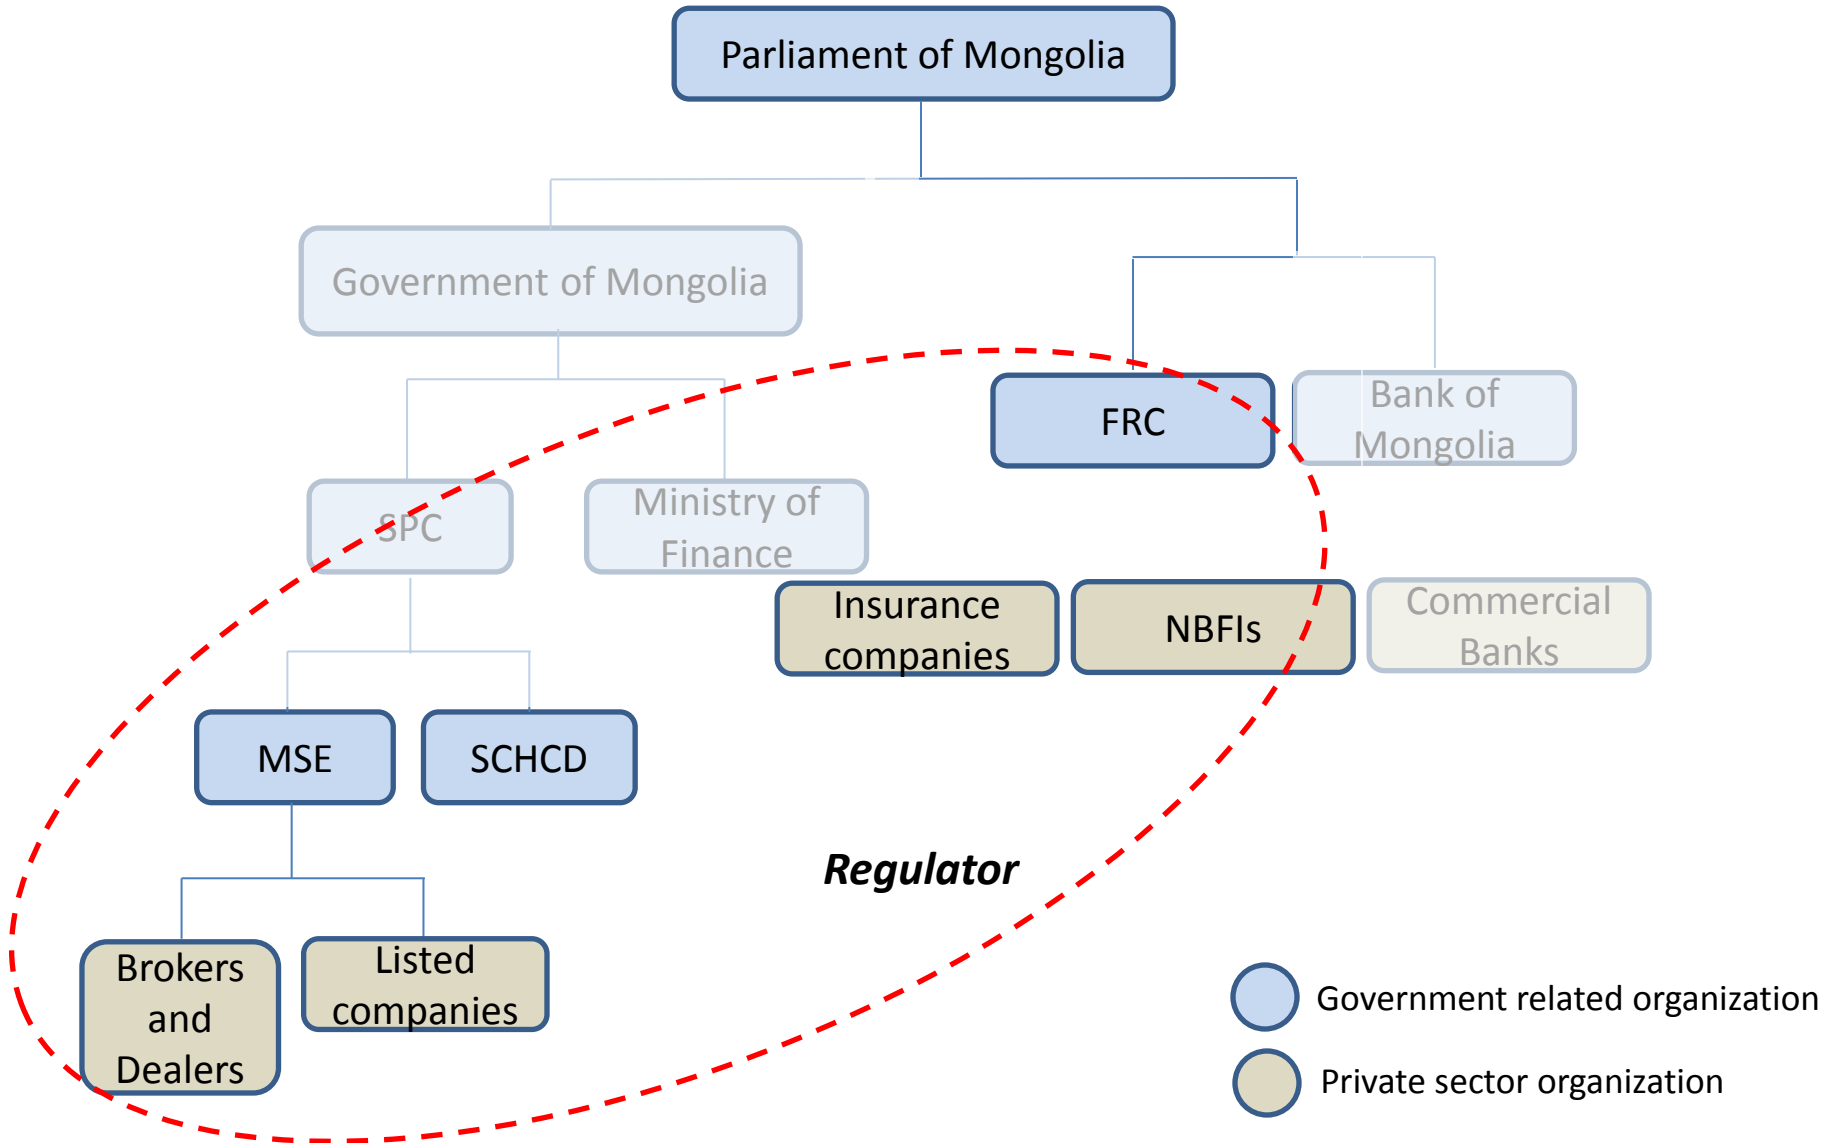 Parliament of Mongolia
Government of Mongolia
FRC
Bank of
Mongolia
SPC
Ministry of
Finance
Insurance
companies
NBFIs
Commercial
Banks
MSE
SCHCD
Regulator
Brokers
and
Dealers
Listed
companies
Government related organization
Private sector organization